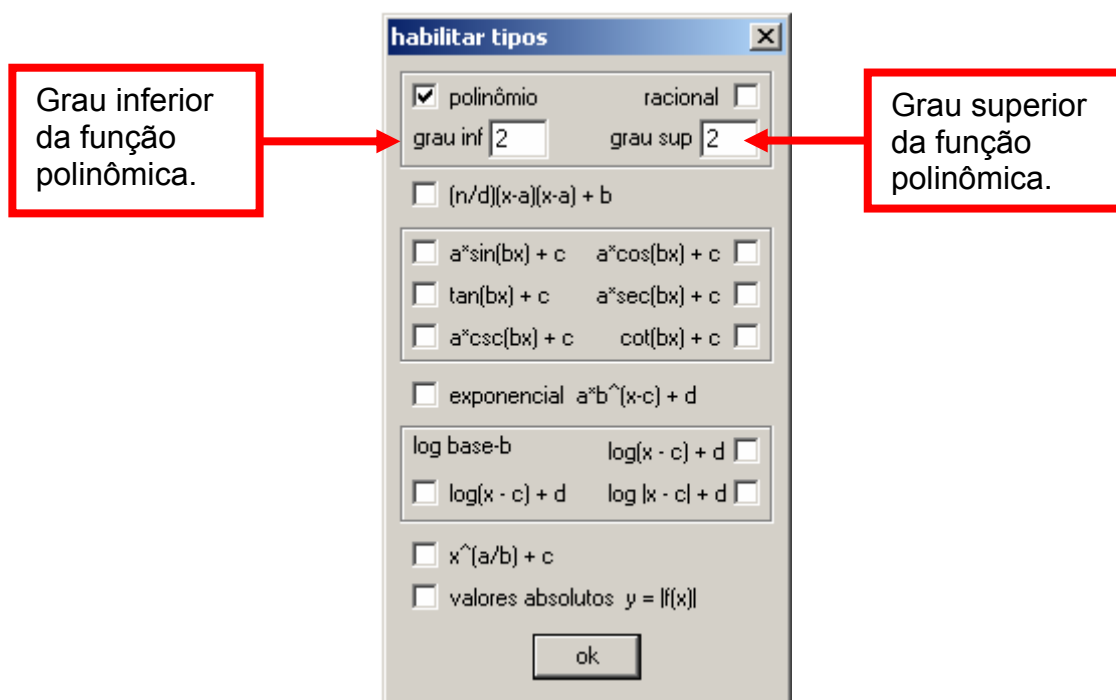 habilitar tipos
Grau inferior
da função
polinômica.
polinômio racional
grau inf 2 grau sup 2
Grau superior
da função
polinômica.
(n/d)(x-a)(x-a) + b
a*sin(bx) + c a*cos(bx) + c
tan(bx) + c a*sec(bx) + c
a*csc(bx) + c cot(bx) + c
exponencial a*b^(x-c) + d
log base-b log(x - c) + d
log(x - c) + d log |x - c| + d
x^(a/b) + c
valores absolutos y = |f(x)|
ok